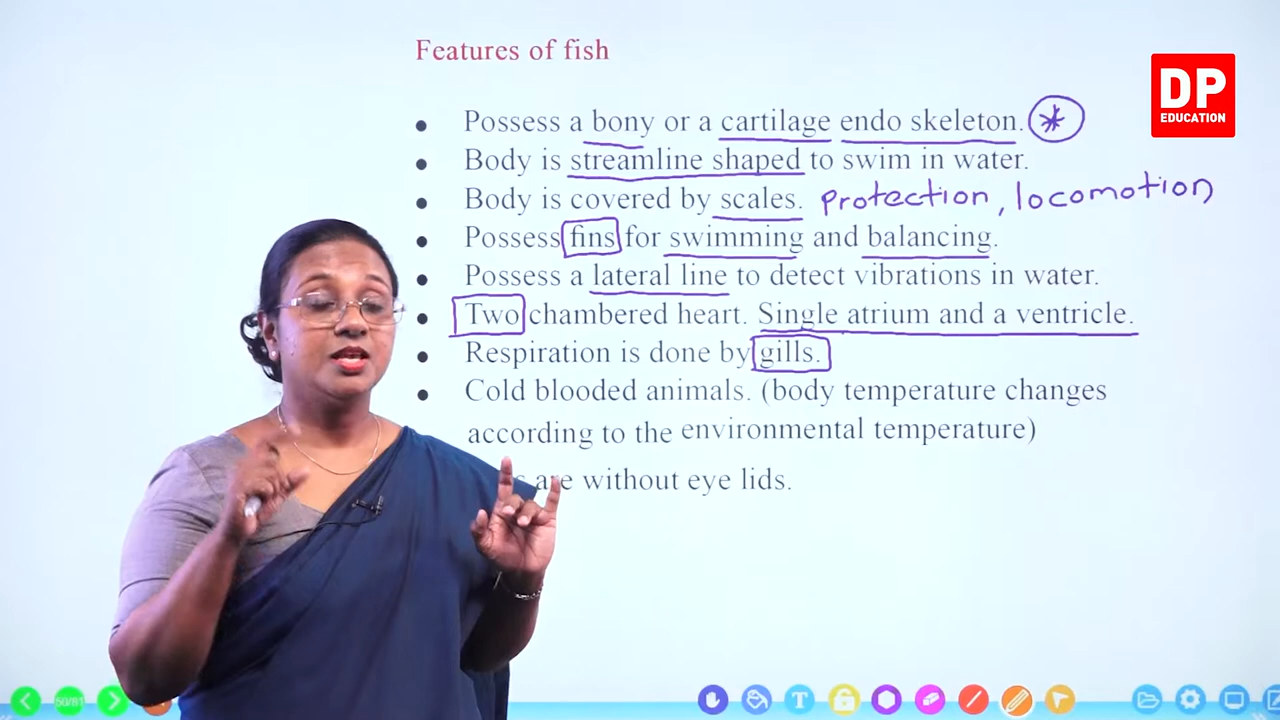 Features of fish
DP
EDUCATION
● Possess a bony or a cartilage endo skeleton. *
● Body is streamline shaped to swim in water.
● Body is covered by scales. protection, locomotion
● Possess fins for swimming and balancing.
● Possess a lateral line to detect vibrations in water.
● Two chambered heart. Single atrium and a ventricle.
● Respiration is done by gills.
● Cold blooded animals. (body temperature changes
according to the environmental temperature)
are without eye lids.
50/81